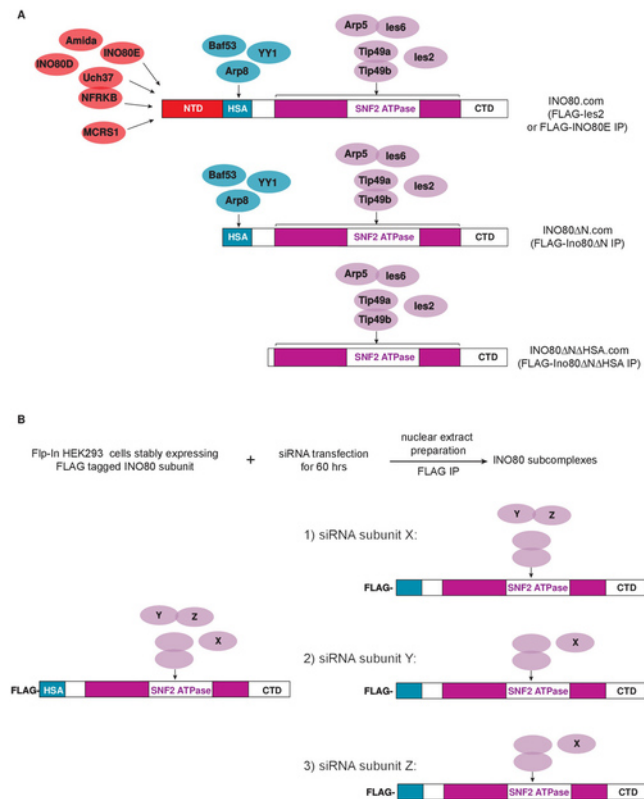 A
Amida
INO80D
INO80E
Uch37
NFRKB
MCRS1
Baf53
YY1
Arp8
Arp5
Ies6
Tip49a
Ies2
Tip49b
NTD
HSA
SNF2 ATPase
CTD
INO80.com
(FLAG-Ies2
or FLAG-INO80E IP)
Baf53
YY1
Arp8
Arp5
Ies6
Tip49a
Ies2
Tip49b
HSA
SNF2 ATPase
CTD
INO80ΔN.com
(FLAG-Ino80ΔN IP)
Arp5
Ies6
Tip49a
Ies2
Tip49b
SNF2 ATPase
CTD
INO80ΔNΔHSA.com
(FLAG-Ino80ΔNΔHSA IP)
B
Flp-In HEK293 cells stably expressing
FLAG tagged INO80 subunit
+
siRNA transfection
for 60 hrs
nuclear extract
preparation
FLAG IP
INO80 subcomplexes
Y
Z
X
FLAG-
HSA
SNF2 ATPase
CTD
1) siRNA subunit X:
Y
Z
FLAG-
SNF2 ATPase
CTD
2) siRNA subunit Y:
X
FLAG-
SNF2 ATPase
CTD
3) siRNA subunit Z:
X
FLAG-
SNF2 ATPase
CTD